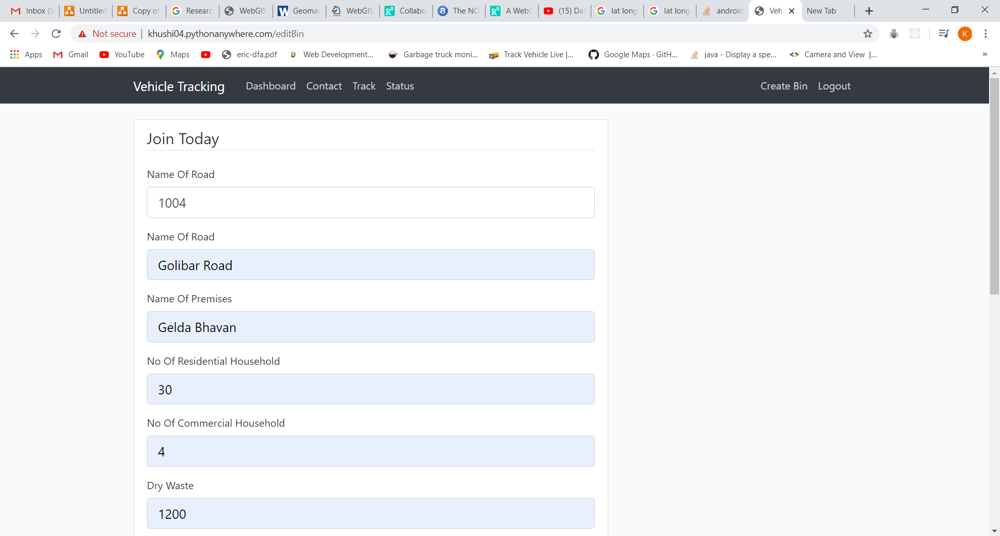 Inbox (5 Untitled Copy of Researc WebGIS Geomar WebGIS Collabo The NO A WebG (15) Dat lat long lat long android Veh New Tab
Not secure khushi04.pythonanywhere.com/editBin K
Apps Gmail YouTube Maps eric-dfa.pdf Web Development... Garbage truck moni... Track Vehicle Live |... Google Maps · GitH... java - Display a spe... Camera and View |... »
Vehicle Tracking Dashboard Contact Track Status Create Bin Logout
Join Today
Name Of Road
1004
Name Of Road
Golibar Road
Name Of Premises
Gelda Bhavan
No Of Residential Household
30
No Of Commercial Household
4
Dry Waste
1200